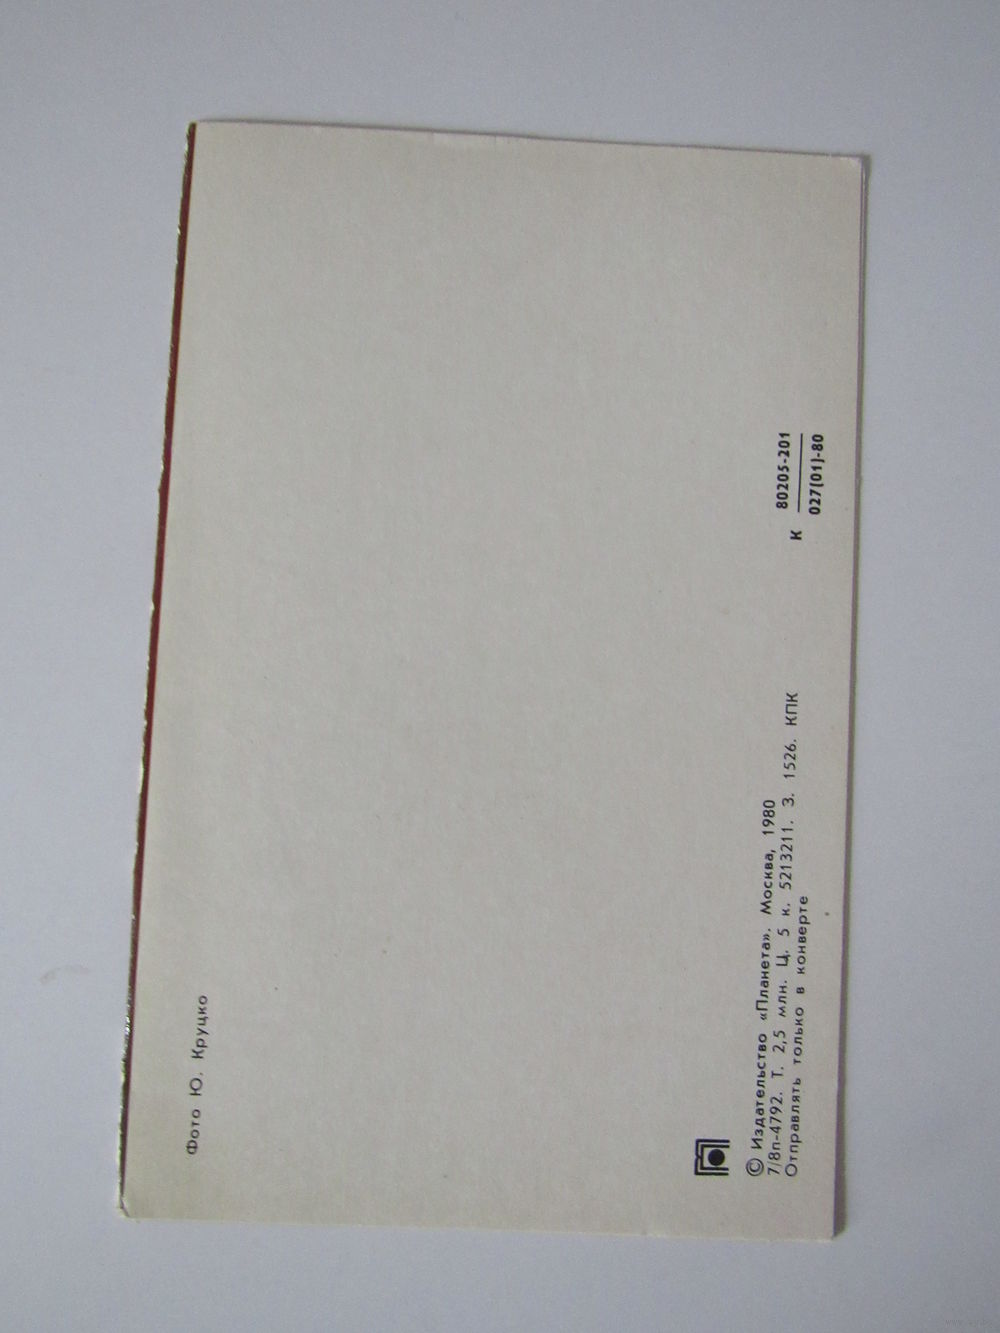 Фото Ю. Круцко
© Издательство «Планета». Москва, 1980
7/8п-4792. Т. 2,5 млн. Ц. 5 к. 5213211. З. 1526. КПК
Отправлять только в конверте
К
80205-201
027(01)-80